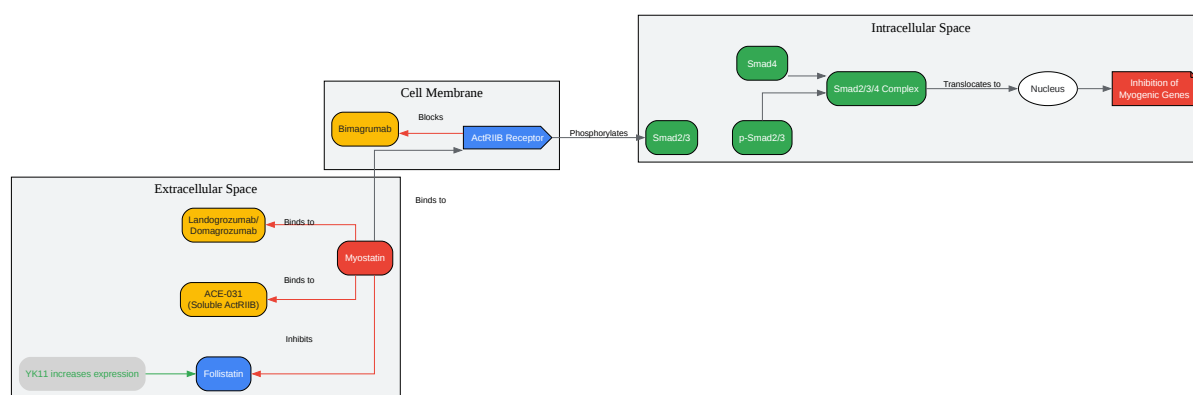 Intracellular Space
Smad4
Smad2/3/4 Complex
Translocates to
Nucleus
Inhibition of
Myogenic Genes
Cell Membrane
Bimagrumab
Blocks
ActRIIB Receptor
Phosphorylates
Smad2/3
p-Smad2/3
Extracellular Space
Binds to
Landogrozumab/
Domagrozumab
Binds to
Myostatin
ACE-031
(Soluble ActRIIB)
Binds to
Inhibits
YK11 increases expression
Follistatin